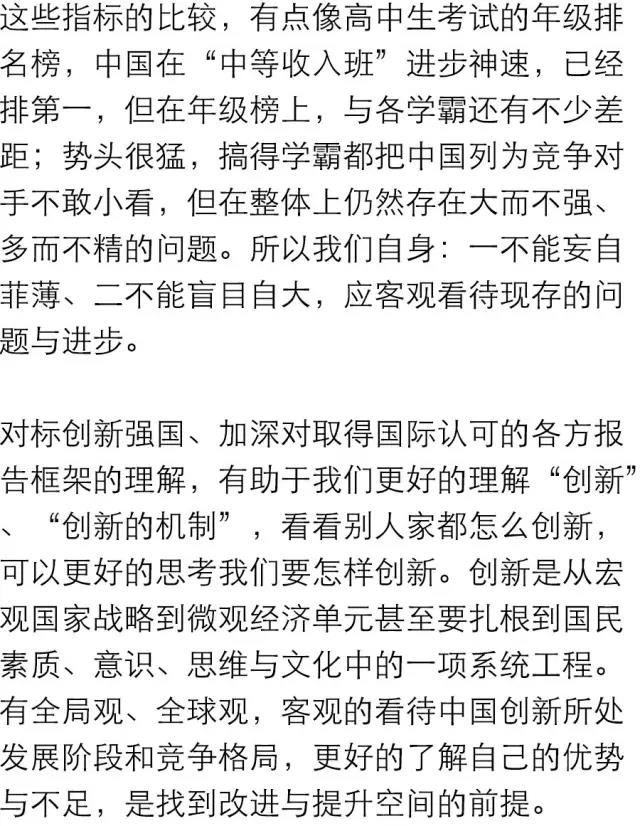 这些指标的比较，有点像高中生考试的年级排
名榜，中国在“中等收入班”进步神速，已经
排第一，但在年级榜上，与各学霸还有不少差
距；势头很猛，搞得学霸都把中国列为竞争对
手不敢小看，但在整体上仍然存在大而不强、
多而不精的问题。所以我们自身：一不能妄自
菲薄、二不能盲目自大，应客观看待现存的问
题与进步。
对标创新强国、加深对取得国际认可的各方报
告框架的理解，有助于我们更好的理解“创新”
、“创新的机制”，看看别人家都怎么创新，
可以更好的思考我们要怎样创新。创新是从宏
观国家战略到微观经济单元甚至要扎根到国民
素质、意识、思维与文化中的一项系统工程。
有全局观、全球观，客观的看待中国创新所处
发展阶段和竞争格局，更好的了解自己的优势
与不足，是找到改进与提升空间的前提。